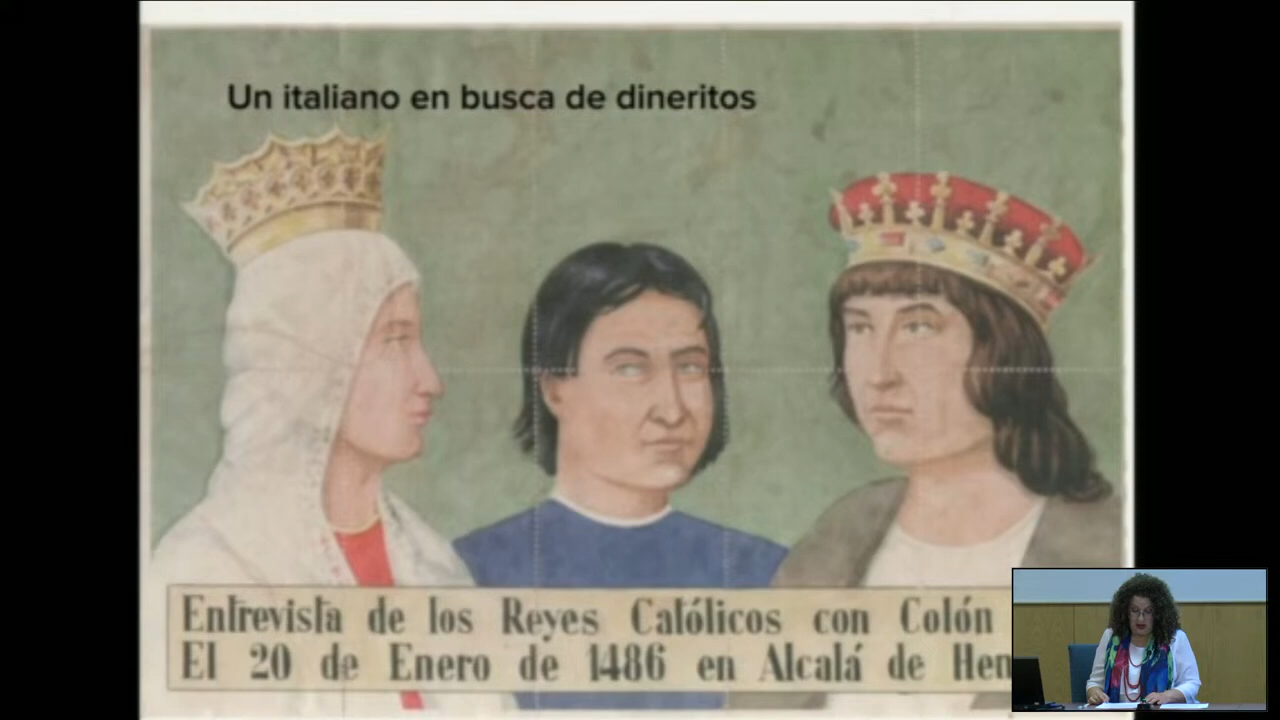 Un italiano en busca de dineritos
Entrevista de los Reyes Católicos con Colón
El 20 de Enero de 1486 en Alcalá de